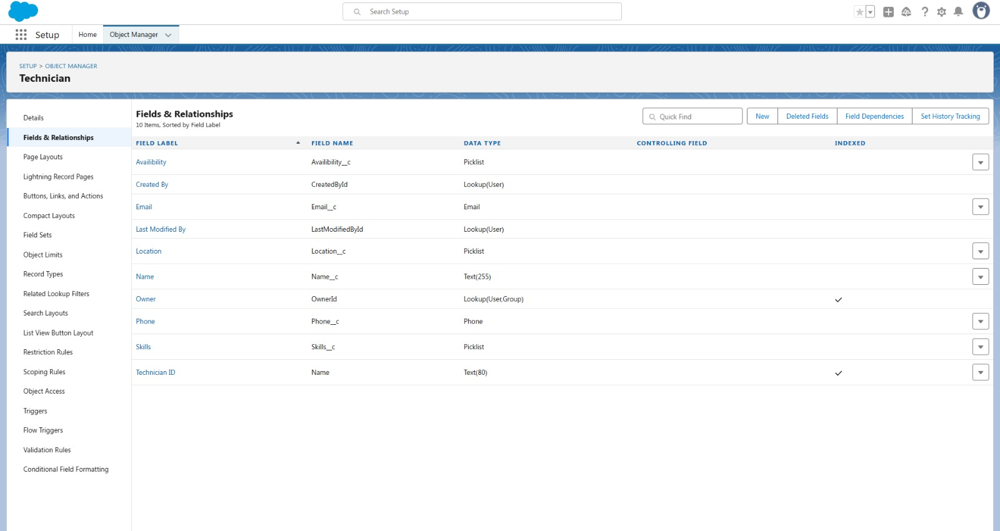 Search Setup
Setup
Home
Object Manager
SETUP > OBJECT MANAGER
Technician
Details
Fields & Relationships
Page Layouts
Lightning Record Pages
Buttons, Links, and Actions
Compact Layouts
Field Sets
Object Limits
Record Types
Related Lookup Filters
Search Layouts
List View Button Layout
Restriction Rules
Scoping Rules
Object Access
Triggers
Flow Triggers
Validation Rules
Conditional Field Formatting
Fields & Relationships
10 Items, Sorted by Field Label
Quick Find
New
Deleted Fields
Field Dependencies
Set History Tracking
FIELD LABEL FIELD NAME DATA TYPE CONTROLLING FIELD INDEXED
Availibility Availibility__c Picklist
Created By CreatedById Lookup(User)
Email Email__c Email
Last Modified By LastModifiedById Lookup(User)
Location Location__c Picklist
Name Name__c Text(255)
Owner OwnerId Lookup(User,Group)
Phone Phone__c Phone
Skills Skills__c Picklist
Technician ID Name Text(80)